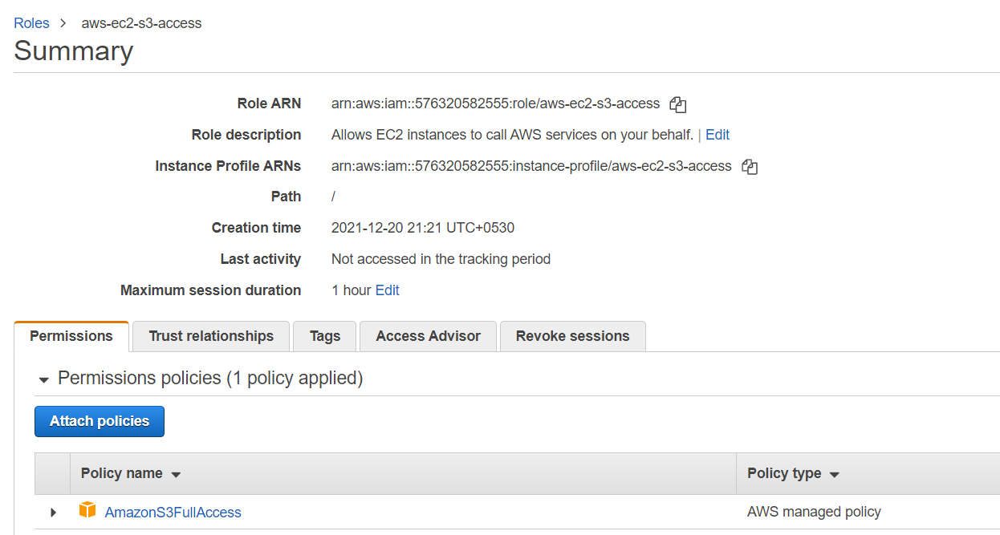 Roles > aws-ec2-s3-access
Summary
Role ARN arn:aws:iam::576320582555:role/aws-ec2-s3-access
Role description Allows EC2 instances to call AWS services on your behalf. | Edit
Instance Profile ARNs arn:aws:iam::576320582555:instance-profile/aws-ec2-s3-access
Path /
Creation time 2021-12-20 21:21 UTC+0530
Last activity Not accessed in the tracking period
Maximum session duration 1 hour Edit
Permissions Trust relationships Tags Access Advisor Revoke sessions
Permissions policies (1 policy applied)
Attach policies
Policy name Policy type
AmazonS3FullAccess AWS managed policy